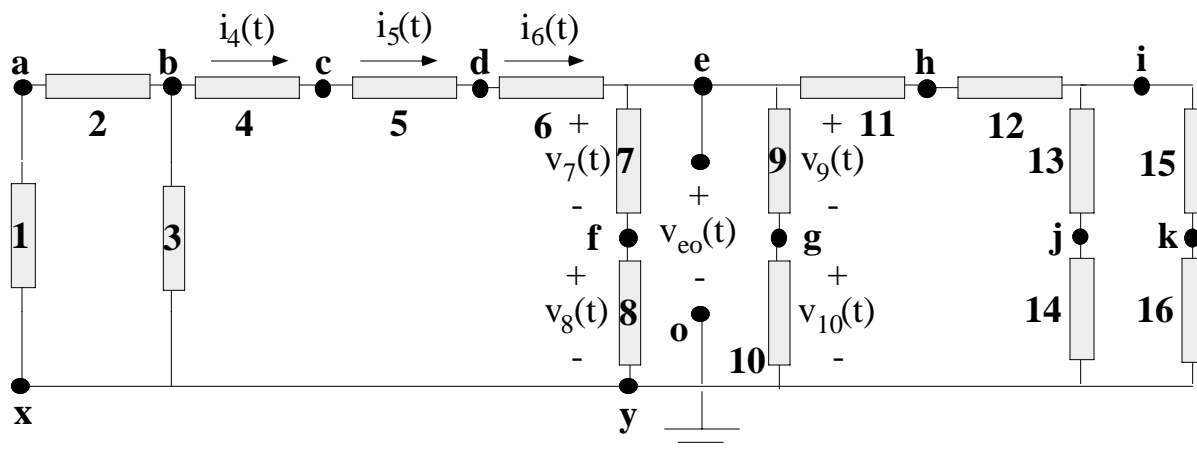 i4(t) i5(t) i6(t)
a b c d e h i
2 4 5 6 11 12
+ +
1 3 v7(t) 7 9 v9(t) 13 15
- + -
f veo(t) g j k
+ - +
v8(t) 8 v10(t) 14 16
- o 10 -
x y